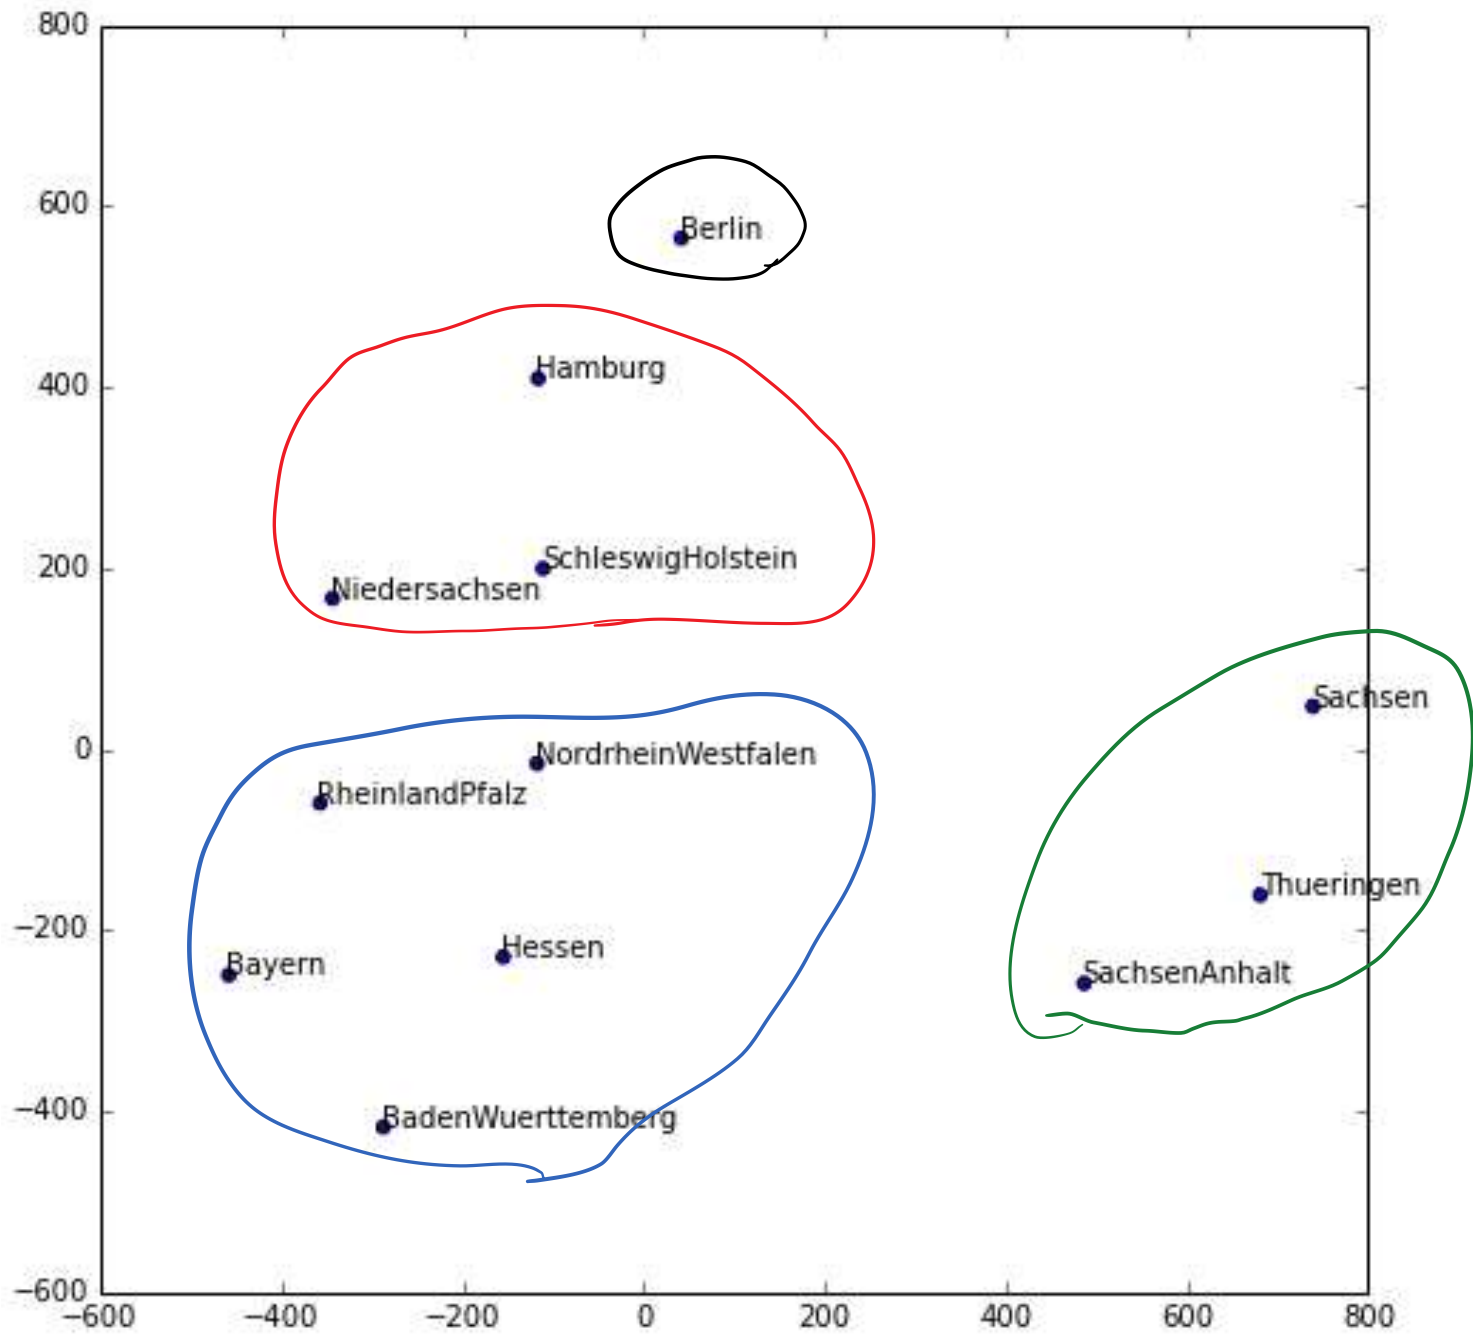 800
600
Berlin
Hamburg
400
SchleswigHolstein
200
Niedersachsen
Sachsen
0
NordrheinWestfalen
RheinlandPfalz
Thueringen
−200
Hessen
Bayern
SachsenAnhalt
−400
BadenWuerttemberg
−600
−600 −400 −200 0 200 400 600 800